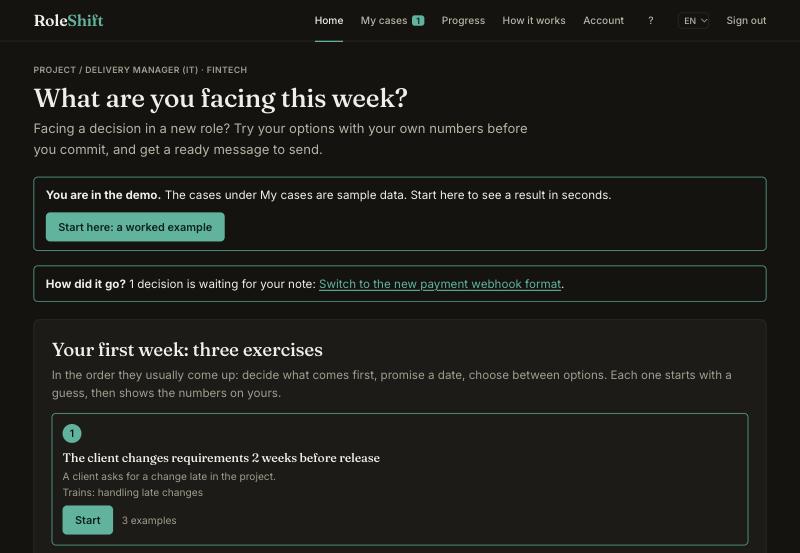 RoleShift
Home My cases 1 Progress How it works Account ? EN Sign out
PROJECT / DELIVERY MANAGER (IT) · FINTECH
What are you facing this week?
Facing a decision in a new role? Try your options with your own numbers before
you commit, and get a ready message to send.
You are in the demo. The cases under My cases are sample data. Start here to see a result in seconds.
Start here: a worked example
How did it go? 1 decision is waiting for your note: Switch to the new payment webhook format.
Your first week: three exercises
In the order they usually come up: decide what comes first, promise a date, choose between options. Each one starts with a
guess, then shows the numbers on yours.
1
The client changes requirements 2 weeks before release
A client asks for a change late in the project.
Trains: handling late changes
Start 3 examples